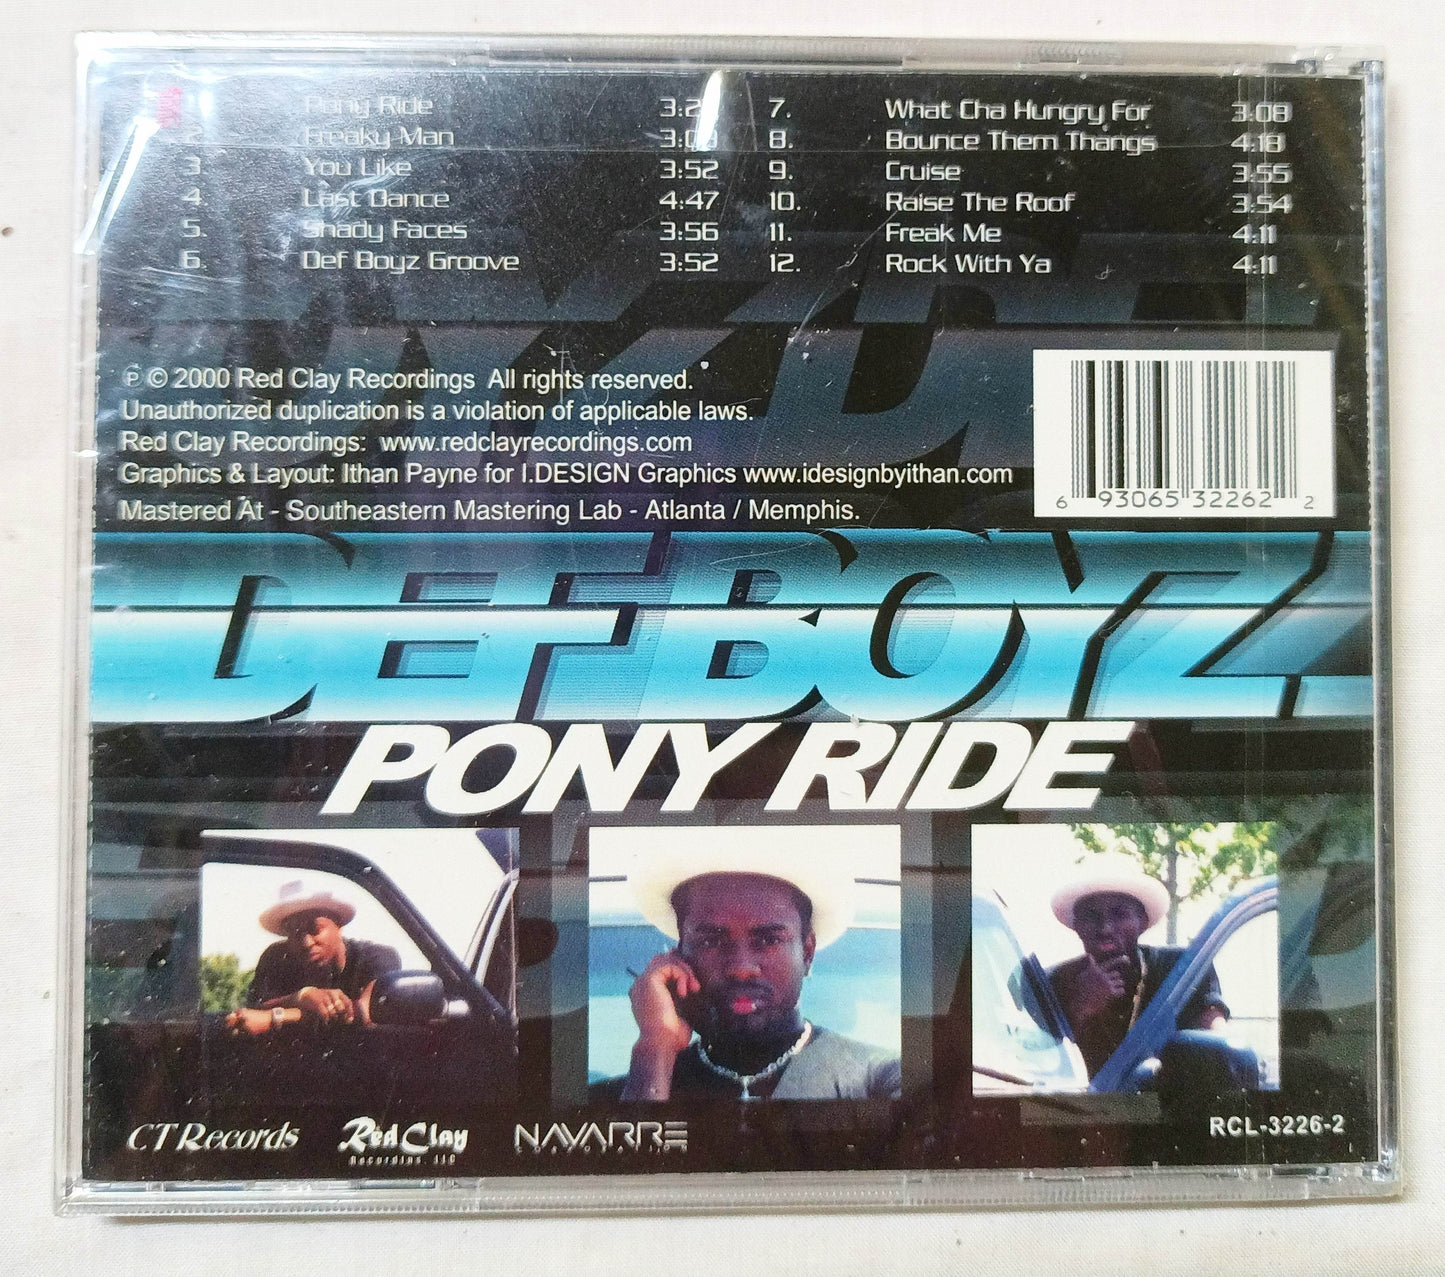 1. Pony Ride
2. Freaky Man
3. You Like 3:52
4. Last Dance 4:47
5. Shady Faces 3:56
6. Def Boyz Groove 3:52
7. What Cha Hungry For 3:08
8. Bounce Them Thangs 4:18
9. Cruise 3:55
10. Raise The Roof 3:54
11. Freak Me 4:11
12. Rock With Ya 4:11
℗ © 2000 Red Clay Recordings All rights reserved.
Unauthorized duplication is a violation of applicable laws.
Red Clay Recordings: www.redclayrecordings.com
Graphics & Layout: Ithan Payne for I.DESIGN Graphics www.idesignbyithan.com
Mastered At - Southeastern Mastering Lab - Atlanta / Memphis.
6 93065 32262 2
DEF BOYZ
PONY RIDE
CT Records
Red Clay
Recording, LLC
NAVARRE
CORPORATION
RCL-3226-2